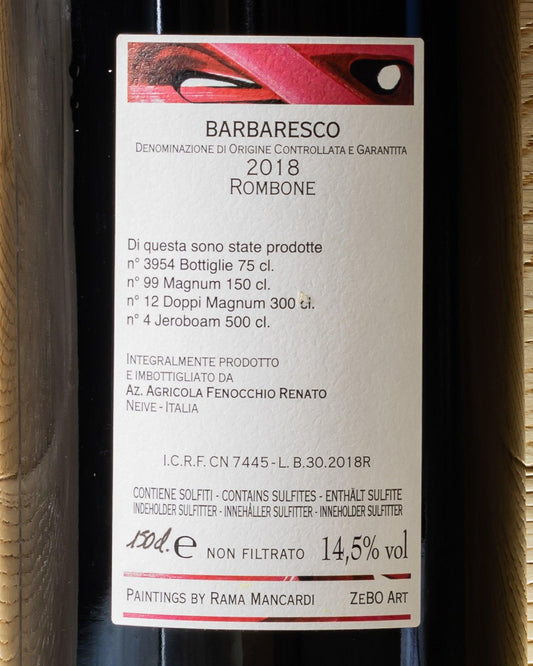 BARBARESCO
DENOMINAZIONE DI ORIGINE CONTROLLATA E GARANTITA
2018
ROMBONE
Di questa sono state prodotte
n° 3954 Bottiglie 75 cl.
n° 99 Magnum 150 cl.
n° 12 Doppi Magnum 300 cl.
n° 4 Jeroboam 500 cl.
INTEGRALMENTE PRODOTTO
E IMBOTTIGLIATO DA
AZ. AGRICOLA FENOCCHIO RENATO
NEIVE - ITALIA
I.C.R.F. CN 7445 - L. B.30.2018R
CONTIENE SOLFITI - CONTAINS SULFITES - ENTHÄLT SULFITE
INDEHOLDER SULFITTER - INNEHÅLLER SULFITTER - INNEHOLDER SULFITTER
150 cl. e NON FILTRATO 14,5% vol
PAINTINGS BY RAMA MANCARDI ZEBO ART